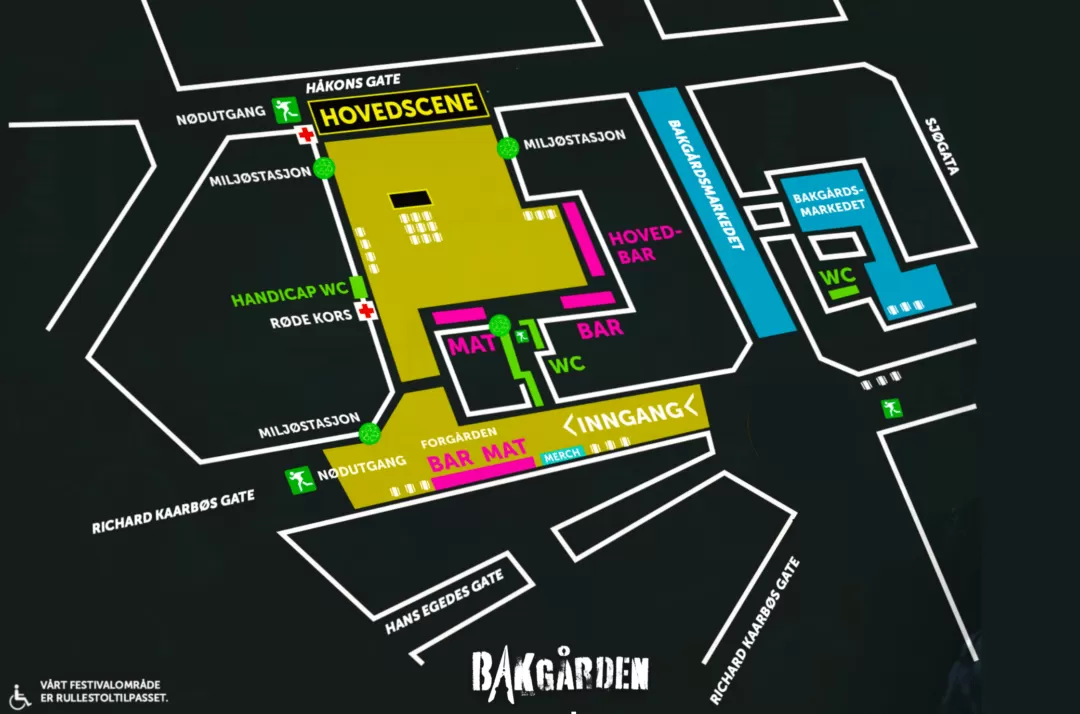 HÅKONS GATE
NØDUTGANG
HOVEDSCENE
MILJØSTASJON
MILJØSTASJON
BAKGÅRDSMARKEDET
SJØGATA
BAKGÅRDS-
MARKEDET
HOVED-
BAR
WC
HANDICAP WC
RØDE KORS
BAR
MAT
WC
MILJØSTASJON
INNGANG
FORGÅRDEN
BAR MAT
MERCH
NØDUTGANG
RICHARD KAARBØS GATE
HANS EGEDES GATE
RICHARD KAARBØS GATE
BAKGÅRDEN
VÅRT FESTIVALOMRÅDE
ER RULLESTOLTILPASSET.